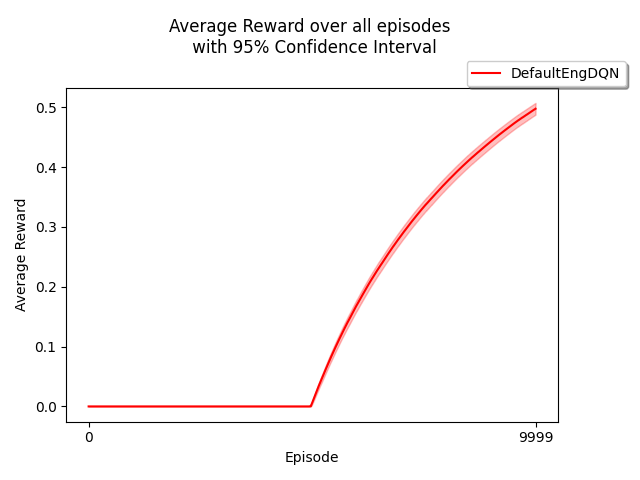 Average Reward over all episodes
with 95% Confidence Interval
DefaultEngDQN
0.5
0.4
0.3
0.2
0.1
0.0
Average Reward
0
9999
Episode